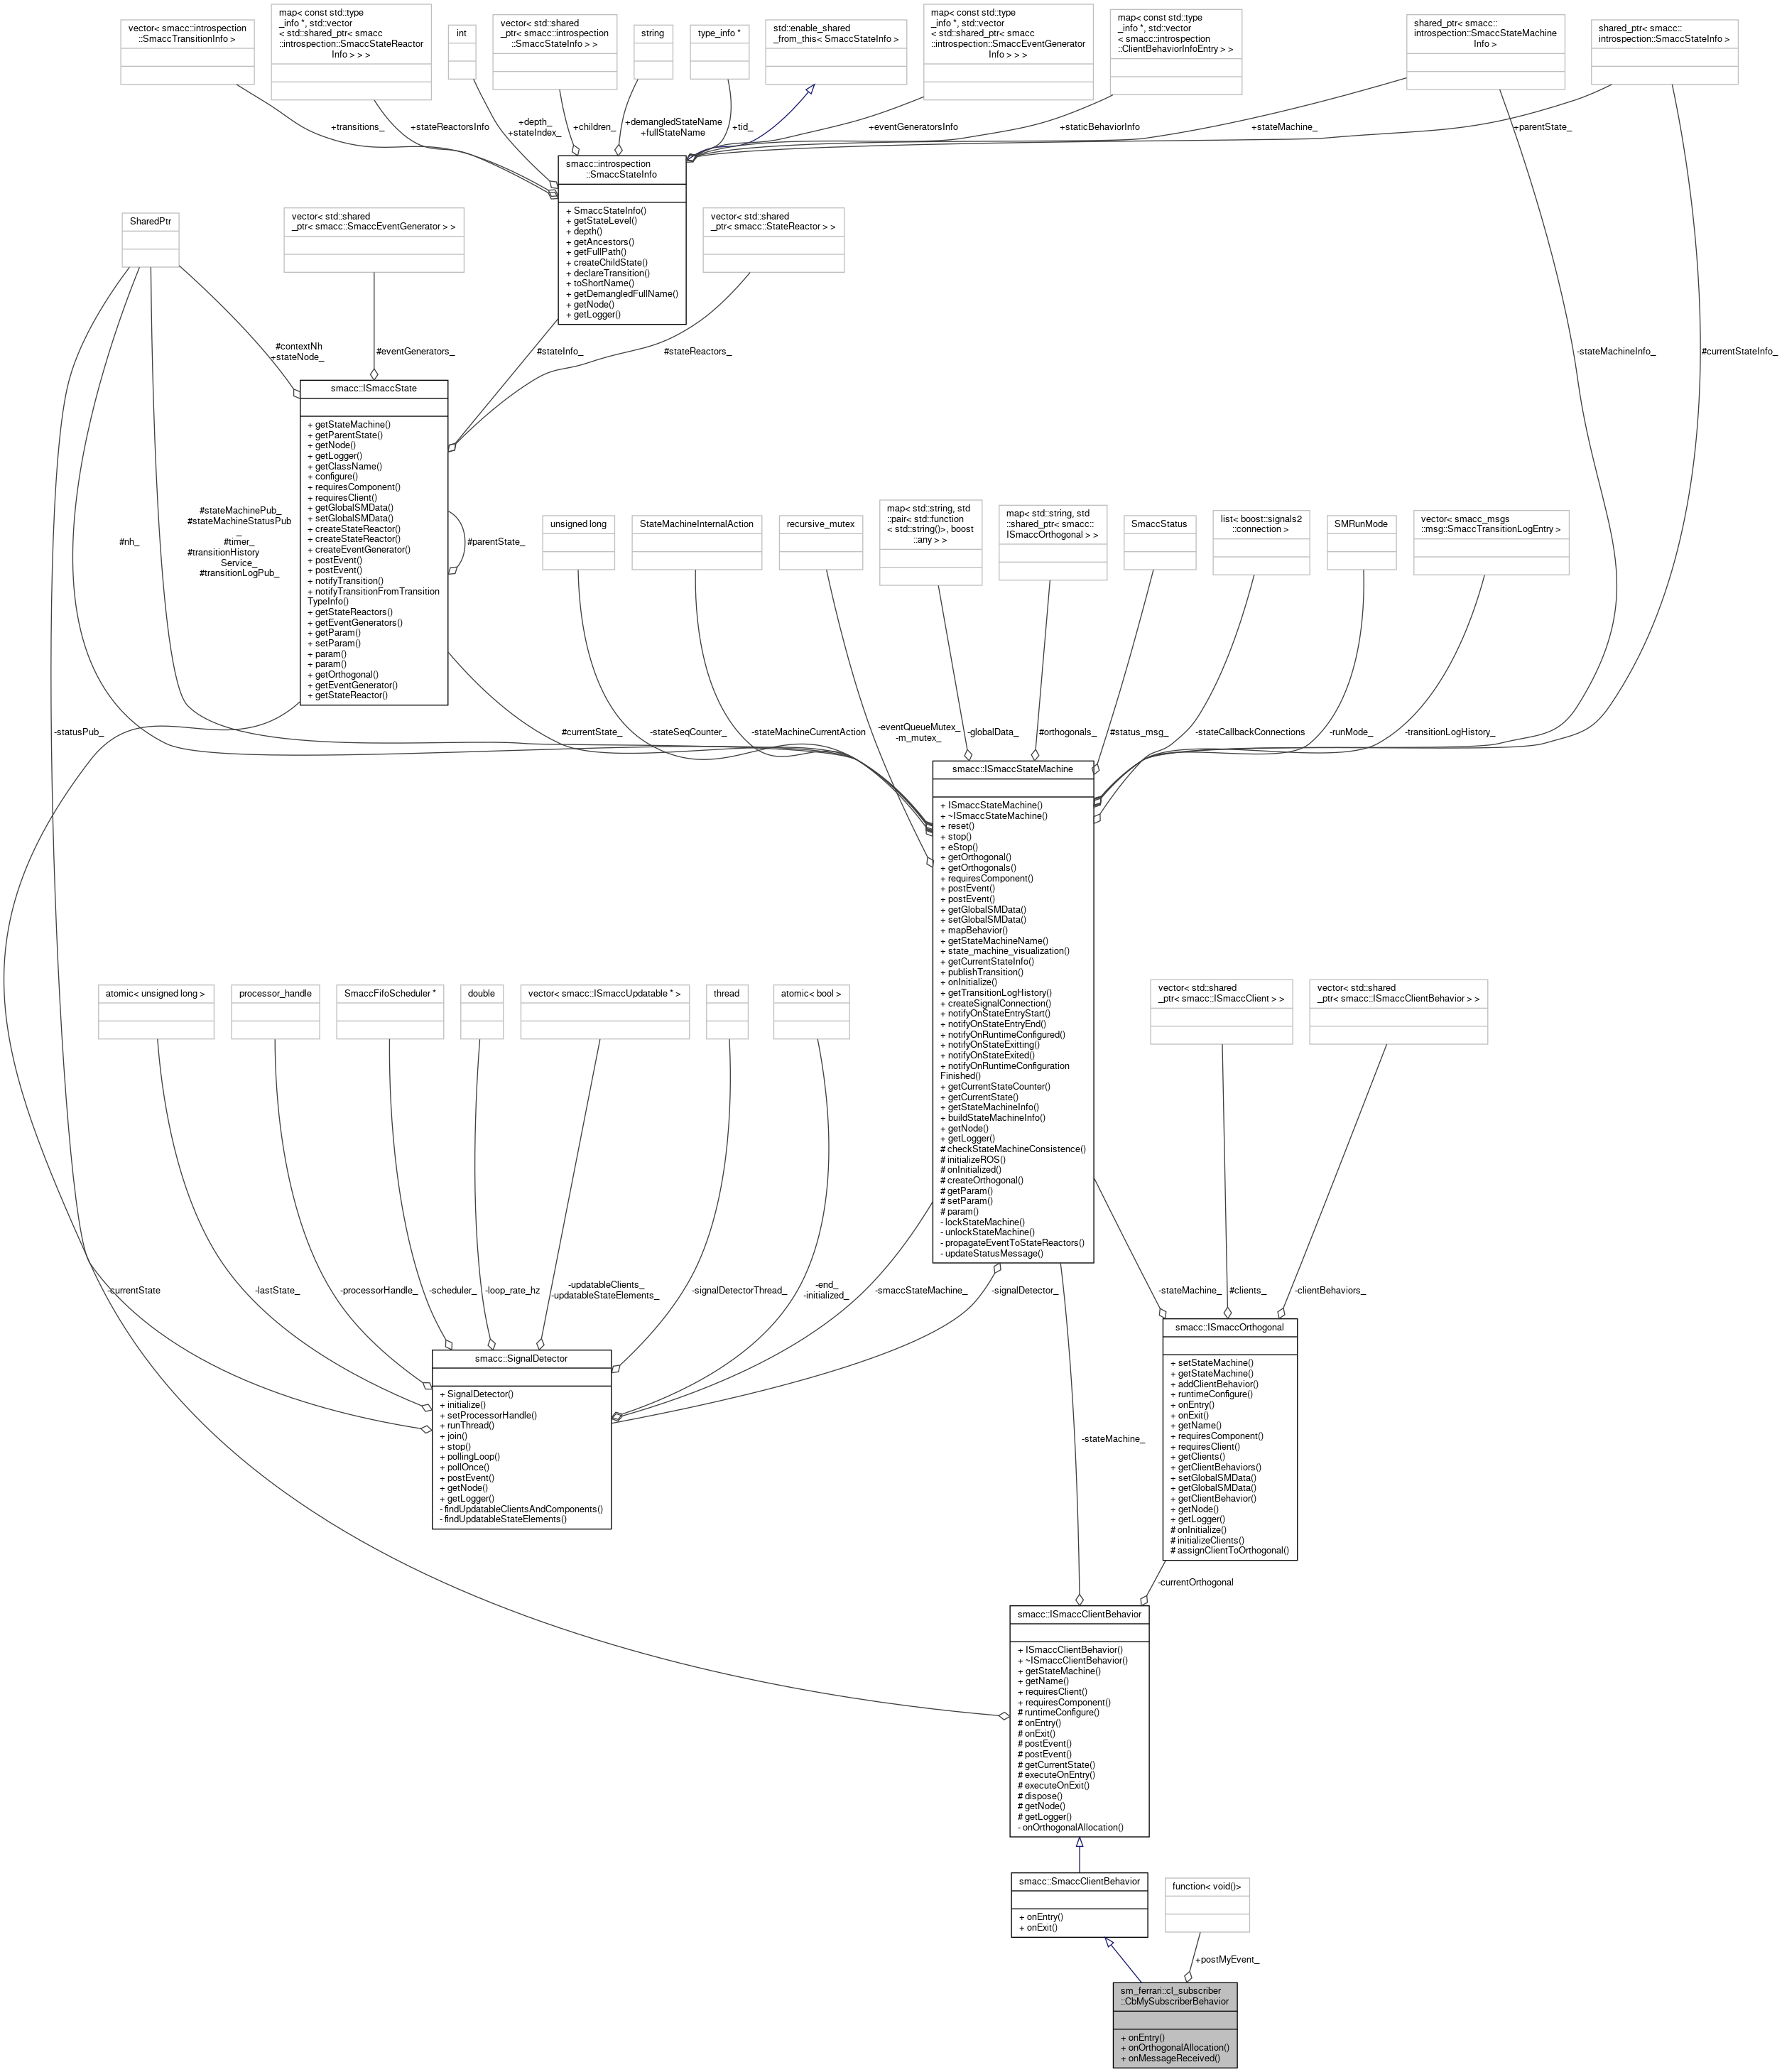 vector< smacc::introspection
::SmaccTransitionInfo >
map< const std::type
_info *, std::vector
< std::shared_ptr< smacc
::introspection::SmaccStateReactor
Info > > >
int
vector< std::shared
_ptr< smacc::introspection
::SmaccStateInfo > >
string
type_info *
std::enable_shared
_from_this< SmaccStateInfo >
map< const std::type
_info *, std::vector
< std::shared_ptr< smacc
::introspection::SmaccEventGenerator
Info > > >
map< const std::type
_info *, std::vector
< smacc::introspection
::ClientBehaviorInfoEntry > >
shared_ptr< smacc::
introspection::SmaccStateMachine
Info >
shared_ptr< smacc::
introspection::SmaccStateInfo >
+transitions_
+stateReactorsInfo
+depth_
+stateIndex_
+children_
+demangledStateName
+fullStateName
+tid_
+eventGeneratorsInfo
+staticBehaviorInfo
+stateMachine_
+parentState_
smacc::introspection
::SmaccStateInfo
+ SmaccStateInfo()
+ getStateLevel()
+ depth()
+ getAncestors()
+ getFullPath()
+ createChildState()
+ declareTransition()
+ toShortName()
+ getDemangledFullName()
+ getNode()
+ getLogger()
SharedPtr
vector< std::shared
_ptr< smacc::SmaccEventGenerator > >
vector< std::shared
_ptr< smacc::StateReactor > >
#contextNh
+stateNode_
#eventGenerators_
#stateInfo_
#stateReactors_
-stateMachineInfo_
#currentStateInfo_
smacc::ISmaccState
+ getStateMachine()
+ getParentState()
+ getNode()
+ getLogger()
+ getClassName()
+ configure()
+ requiresComponent()
+ requiresClient()
+ getGlobalSMData()
+ setGlobalSMData()
+ createStateReactor()
+ createStateReactor()
+ createEventGenerator()
+ postEvent()
+ postEvent()
+ notifyTransition()
+ notifyTransitionFromTransition
TypeInfo()
+ getStateReactors()
+ getEventGenerators()
+ getParam()
+ setParam()
+ param()
+ param()
+ getOrthogonal()
+ getEventGenerator()
+ getStateReactor()
#parentState_
#nh_
#stateMachinePub_
#stateMachineStatusPub
_
#timer_
#transitionHistory
Service_
#transitionLogPub_
unsigned long
StateMachineInternalAction
recursive_mutex
map< std::string, std
::pair< std::function
< std::string()>, boost
::any > >
map< std::string, std
::shared_ptr< smacc::
ISmaccOrthogonal > >
SmaccStatus
list< boost::signals2
::connection >
SMRunMode
vector< smacc_msgs
::msg::SmaccTransitionLogEntry >
-statusPub_
#currentState_
-stateSeqCounter_
-stateMachineCurrentAction
-eventQueueMutex_
-m_mutex_
-globalData_
#orthogonals_
#status_msg_
-stateCallbackConnections
-runMode_
-transitionLogHistory_
smacc::ISmaccStateMachine
+ ISmaccStateMachine()
+ ~ISmaccStateMachine()
+ reset()
+ stop()
+ eStop()
+ getOrthogonal()
+ getOrthogonals()
+ requiresComponent()
+ postEvent()
+ postEvent()
+ getGlobalSMData()
+ setGlobalSMData()
+ mapBehavior()
+ getStateMachineName()
+ state_machine_visualization()
+ getCurrentStateInfo()
+ publishTransition()
+ onInitialize()
+ getTransitionLogHistory()
+ createSignalConnection()
+ notifyOnStateEntryStart()
+ notifyOnStateEntryEnd()
+ notifyOnRuntimeConfigured()
+ notifyOnStateExitting()
+ notifyOnStateExited()
+ notifyOnRuntimeConfiguration
Finished()
+ getCurrentStateCounter()
+ getCurrentState()
+ getStateMachineInfo()
+ buildStateMachineInfo()
+ getNode()
+ getLogger()
# checkStateMachineConsistence()
# initializeROS()
# onInitialized()
# createOrthogonal()
# getParam()
# setParam()
# param()
- lockStateMachine()
- unlockStateMachine()
- propagateEventToStateReactors()
- updateStatusMessage()
atomic< unsigned long >
processor_handle
SmaccFifoScheduler *
double
vector< smacc::ISmaccUpdatable * >
thread
atomic< bool >
vector< std::shared
_ptr< smacc::ISmaccClient > >
vector< std::shared
_ptr< smacc::ISmaccClientBehavior > >
-currentState
-lastState_
-processorHandle_
-scheduler_
-loop_rate_hz
-updatableClients_
-updatableStateElements_
-signalDetectorThread_
-end_
-initialized_
-smaccStateMachine_
-signalDetector_
-stateMachine_
#clients_
-clientBehaviors_
smacc::SignalDetector
+ SignalDetector()
+ initialize()
+ setProcessorHandle()
+ runThread()
+ join()
+ stop()
+ pollingLoop()
+ pollOnce()
+ postEvent()
+ getNode()
+ getLogger()
- findUpdatableClientsAndComponents()
- findUpdatableStateElements()
smacc::ISmaccOrthogonal
+ setStateMachine()
+ getStateMachine()
+ addClientBehavior()
+ runtimeConfigure()
+ onEntry()
+ onExit()
+ getName()
+ requiresComponent()
+ requiresClient()
+ getClients()
+ getClientBehaviors()
+ setGlobalSMData()
+ getGlobalSMData()
+ getClientBehavior()
+ getNode()
+ getLogger()
# onInitialize()
# initializeClients()
# assignClientToOrthogonal()
-stateMachine_
-currentOrthogonal
smacc::ISmaccClientBehavior
+ ISmaccClientBehavior()
+ ~ISmaccClientBehavior()
+ getStateMachine()
+ getName()
+ requiresClient()
+ requiresComponent()
# runtimeConfigure()
# onEntry()
# onExit()
# postEvent()
# postEvent()
# getCurrentState()
# executeOnEntry()
# executeOnExit()
# dispose()
# getNode()
# getLogger()
- onOrthogonalAllocation()
smacc::SmaccClientBehavior
+ onEntry()
+ onExit()
function< void()>
+postMyEvent_
sm_ferrari::cl_subscriber
::CbMySubscriberBehavior
+ onEntry()
+ onOrthogonalAllocation()
+ onMessageReceived()